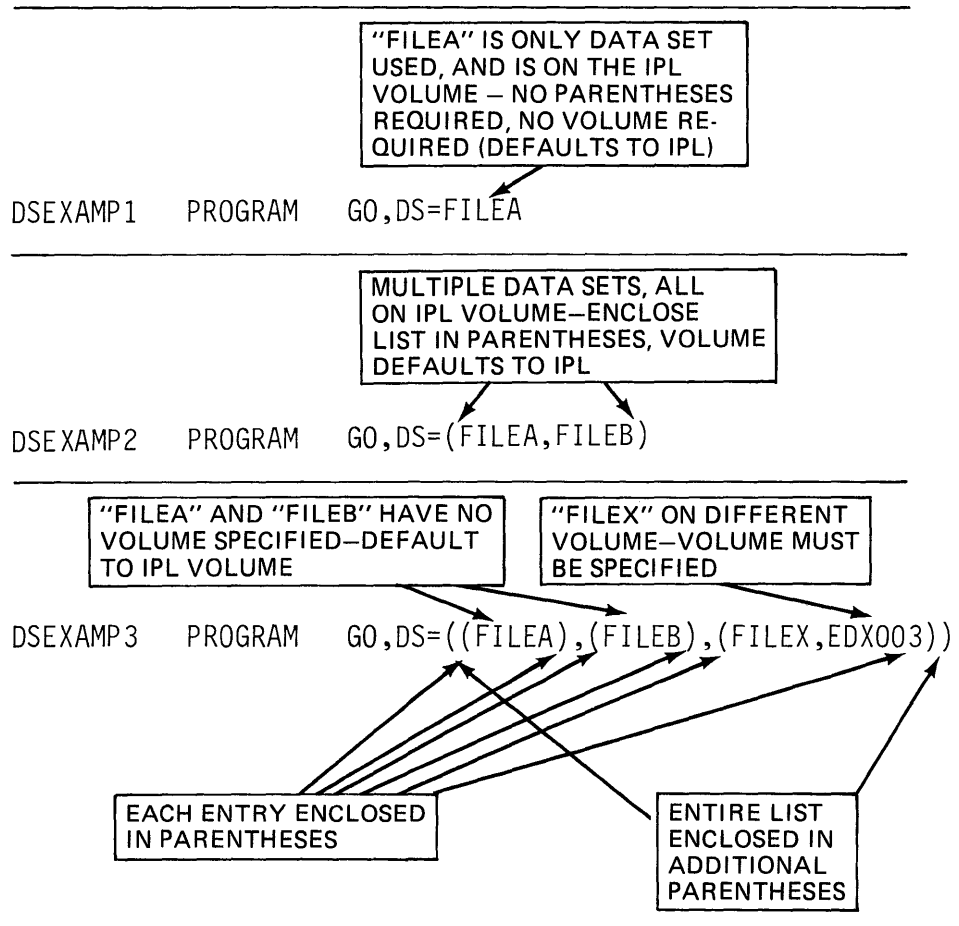 "FILEA" IS ONLY DATA SET
USED, AND IS ON THE IPL
VOLUME — NO PARENTHESES
REQUIRED, NO VOLUME RE-
QUIRED (DEFAULTS TO IPL)
DSEXAMP1 PROGRAM GO,DS=FILEA
MULTIPLE DATA SETS, ALL
ON IPL VOLUME—ENCLOSE
LIST IN PARENTHESES, VOLUME
DEFAULTS TO IPL
DSEXAMP2 PROGRAM GO,DS=(FILEA,FILEB)
"FILEA" AND "FILEB" HAVE NO
VOLUME SPECIFIED—DEFAULT
TO IPL VOLUME
"FILEX" ON DIFFERENT
VOLUME—VOLUME MUST
BE SPECIFIED
DSEXAMP3 PROGRAM GO,DS=((FILEA),(FILEB),(FILEX,EDX003))
EACH ENTRY ENCLOSED
IN PARENTHESES
ENTIRE LIST
ENCLOSED IN
ADDITIONAL
PARENTHESES